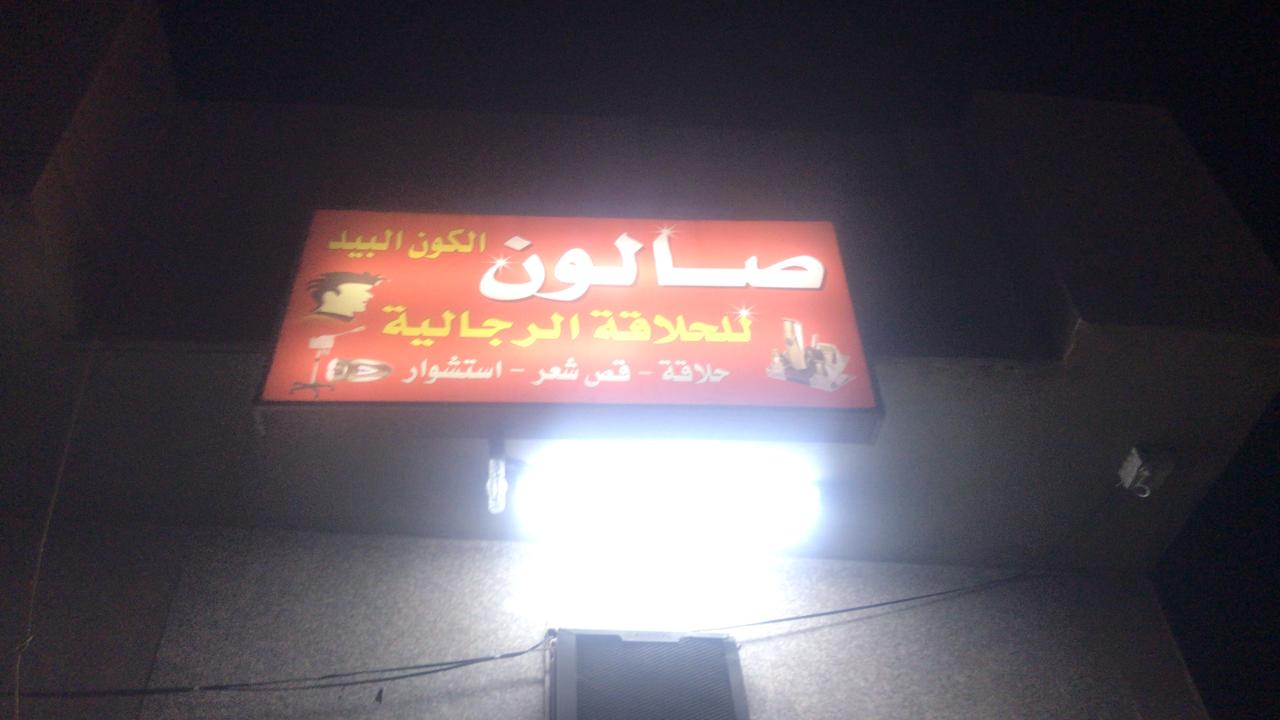 صالون
الكون البيد
للحلاقة الرجالية
حلاقة - قص شعر - استشوار